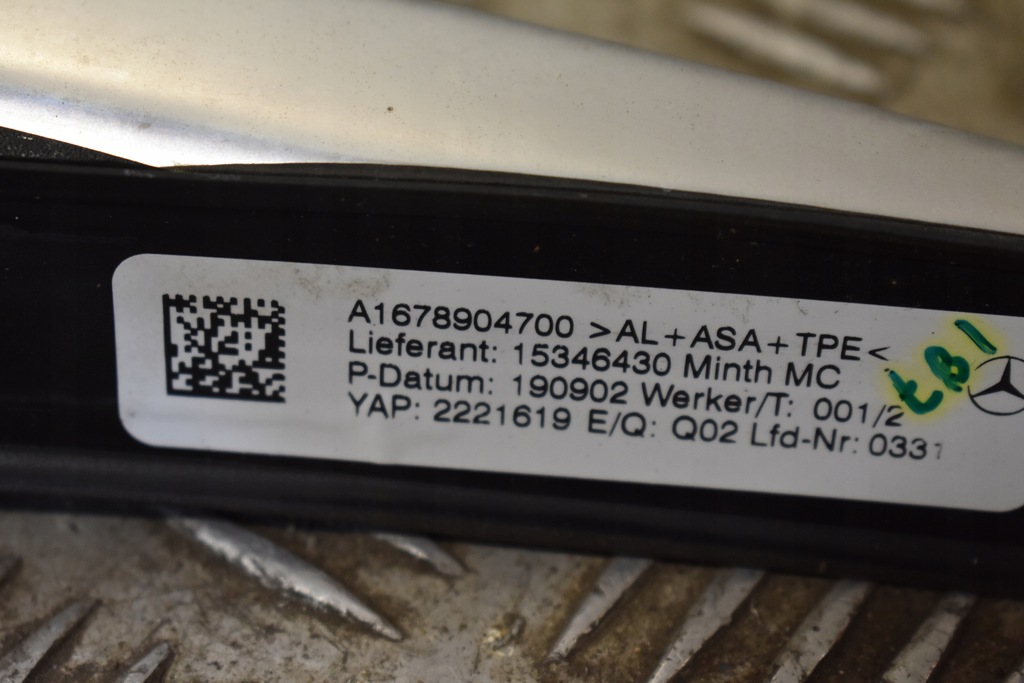 A1678904700 >AL+ASA+TPE<
Lieferant: 15346430 Minth MC
P-Datum: 190902 Werker/T: 001/2
YAP: 2221619 E/Q: Q02 Lfd-Nr: 0331